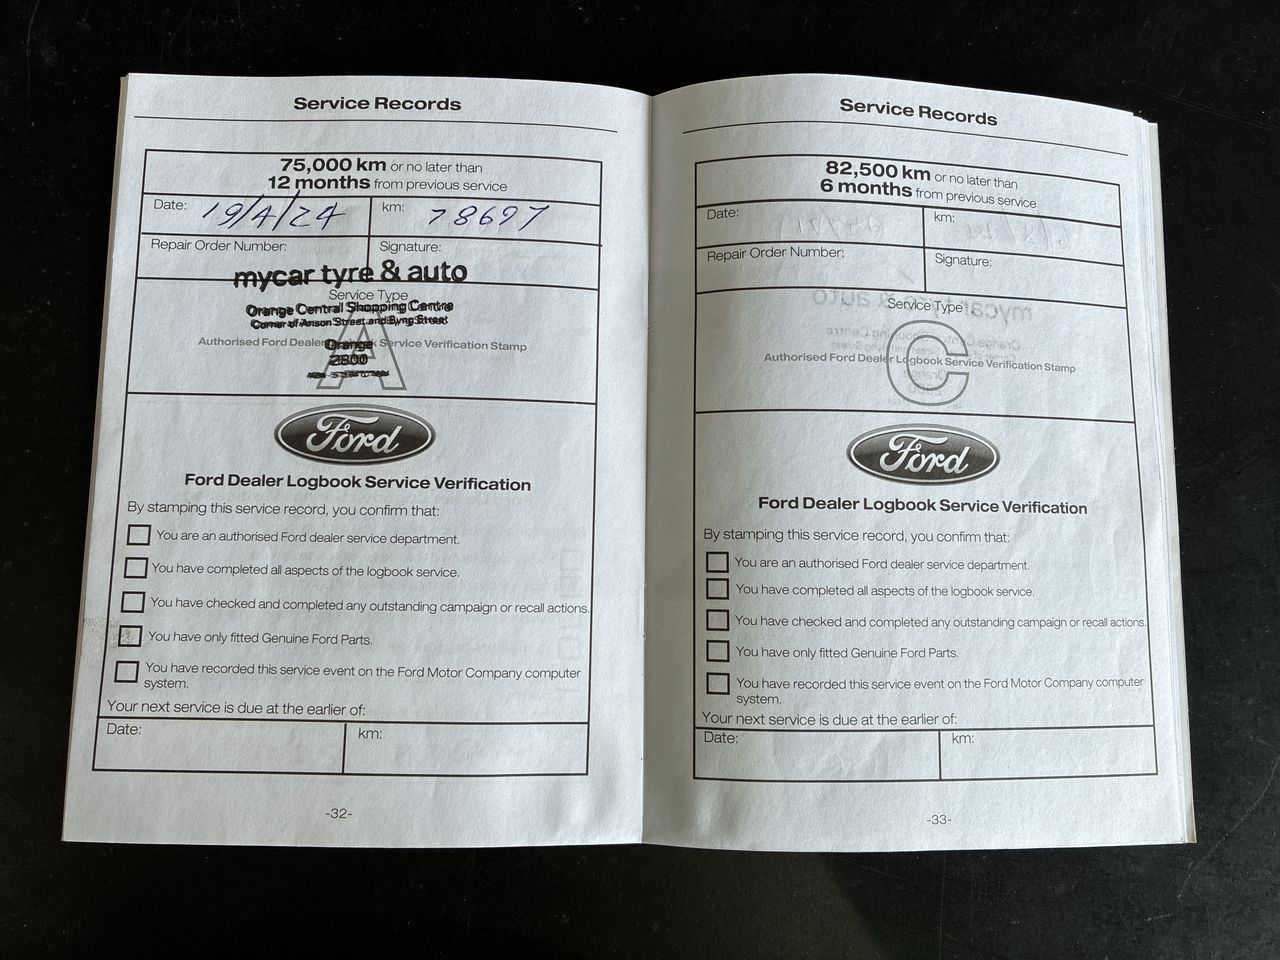 Service Records
75,000 km or no later than
12 months from previous service
Date: 19/4/24
km: 78697
Repair Order Number:
Signature:
mycar tyre & auto
Service Type
Orange Central Shopping Centre
Corner of Anson Street and Byng Street
Authorised Ford Dealer Logbook Service Verification Stamp
Orange
2800
A
Ford
Ford Dealer Logbook Service Verification
By stamping this service record, you confirm that:
You are an authorised Ford dealer service department.
You have completed all aspects of the logbook service.
You have checked and completed any outstanding campaign or recall actions.
You have only fitted Genuine Ford Parts.
You have recorded this service event on the Ford Motor Company computer
system.
Your next service is due at the earlier of:
Date:
km:
-32-
Service Records
82,500 km or no later than
6 months from previous service
Date:
km:
Repair Order Number:
Signature:
Service Type
Authorised Ford Dealer Logbook Service Verification Stamp
C
Ford
Ford Dealer Logbook Service Verification
By stamping this service record, you confirm that:
You are an authorised Ford dealer service department.
You have completed all aspects of the logbook service.
You have checked and completed any outstanding campaign or recall actions.
You have only fitted Genuine Ford Parts.
You have recorded this service event on the Ford Motor Company computer
system.
Your next service is due at the earlier of:
Date:
km:
-33-